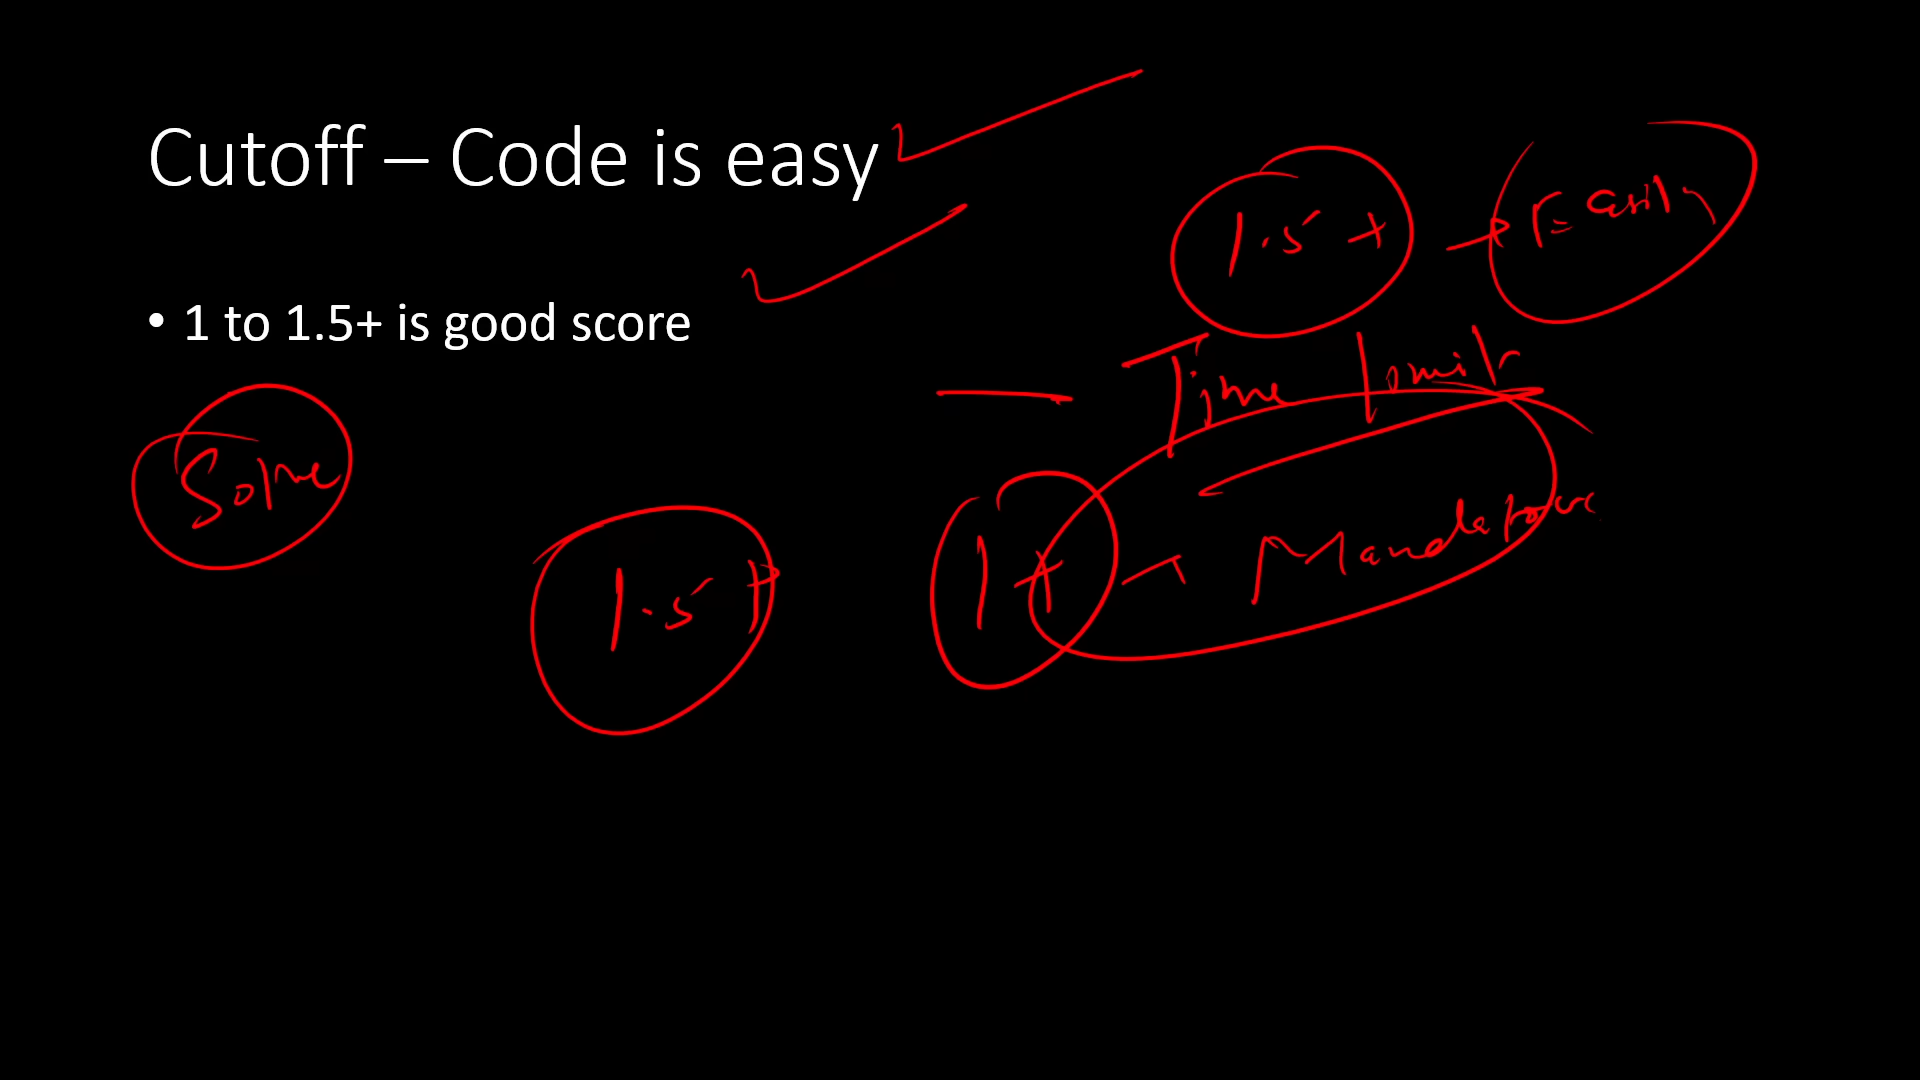 Cutoff – Code is easy
1.5+ → Easily
• 1 to 1.5+ is good score
Time limit
Solve
1.5+
1+ → Mandatory